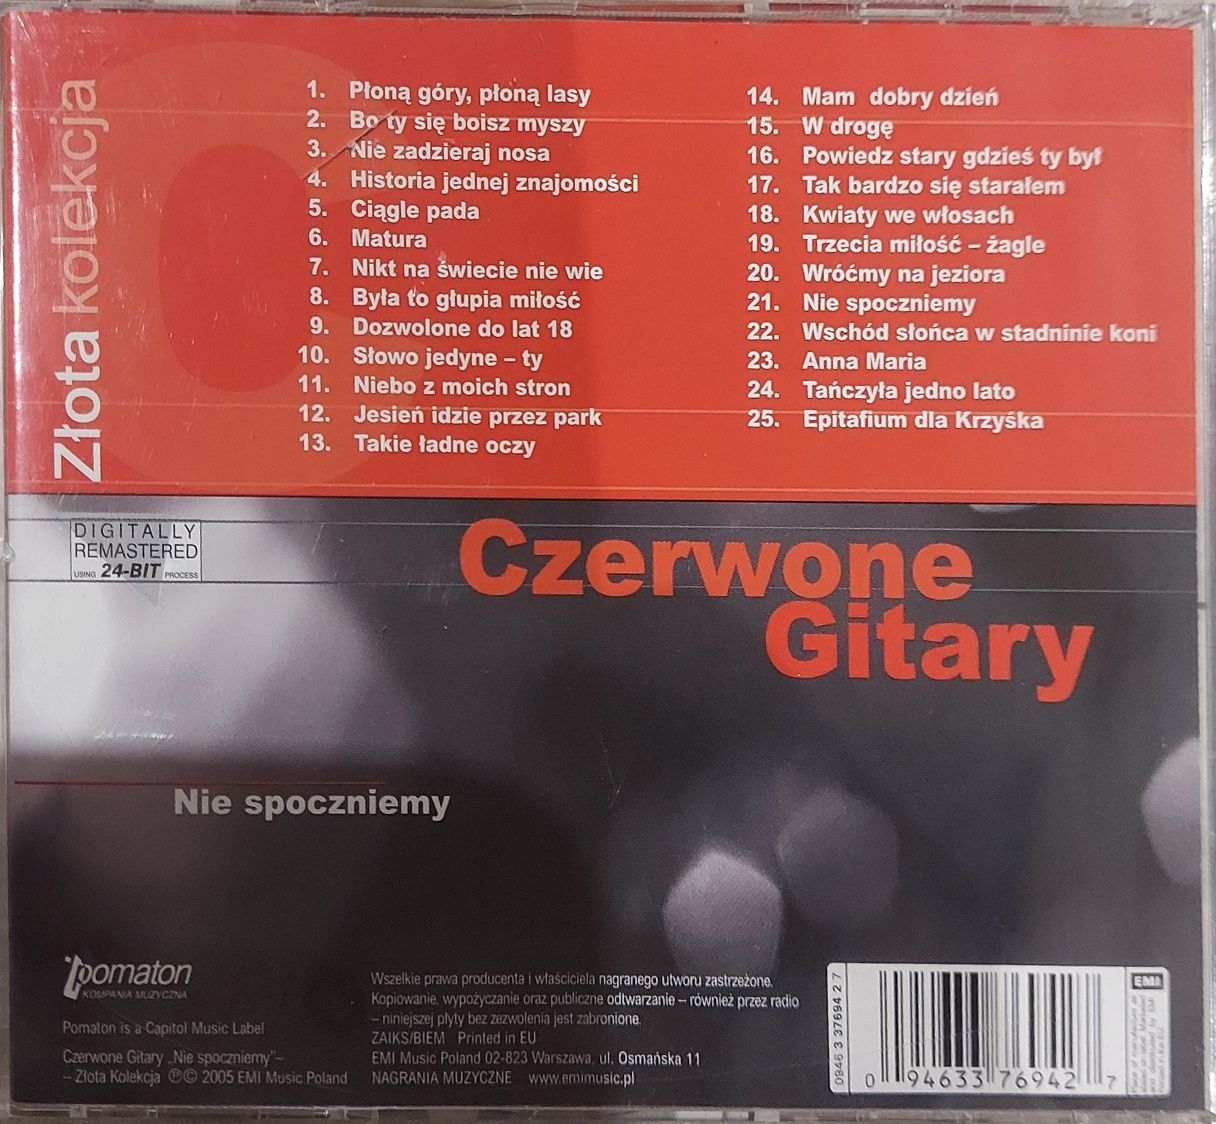 Złota kolekcja
1. Płoną góry, płoną lasy
2. Bo ty się boisz myszy
3. Nie zadzieraj nosa
4. Historia jednej znajomości
5. Ciągle pada
6. Matura
7. Nikt na świecie nie wie
8. Była to głupia miłość
9. Dozwolone do lat 18
10. Słowo jedyne – ty
11. Niebo z moich stron
12. Jesień idzie przez park
13. Takie ładne oczy
14. Mam dobry dzień
15. W drogę
16. Powiedz stary gdzieś ty był
17. Tak bardzo się starałem
18. Kwiaty we włosach
19. Trzecia miłość – żagle
20. Wróćmy na jeziora
21. Nie spoczniemy
22. Wschód słońca w stadninie koni
23. Anna Maria
24. Tańczyła jedno lato
25. Epitafium dla Krzyśka
DIGITALLY
REMASTERED
USING 24-BIT PROCESS
Czerwone
Gitary
Nie spoczniemy
pomaton
KOMPANIA MUZYCZNA
Pomaton is a Capitol Music Label
Czerwone Gitary „Nie spoczniemy”–
– Złota Kolekcja ℗© 2005 EMI Music Poland
Wszelkie prawa producenta i właściciela nagranego utworu zastrzeżone.
Kopiowanie, wypożyczanie oraz publiczne odtwarzanie – również przez radio
– niniejszej płyty bez zezwolenia jest zabronione.
ZAIKS/BIEM Printed in EU
EMI Music Poland 02-823 Warszawa, ul. Osmańska 11
NAGRANIA MUZYCZNE www.emimusic.pl
0946 3 37694 2 7
0 94633 76942 7
EMI